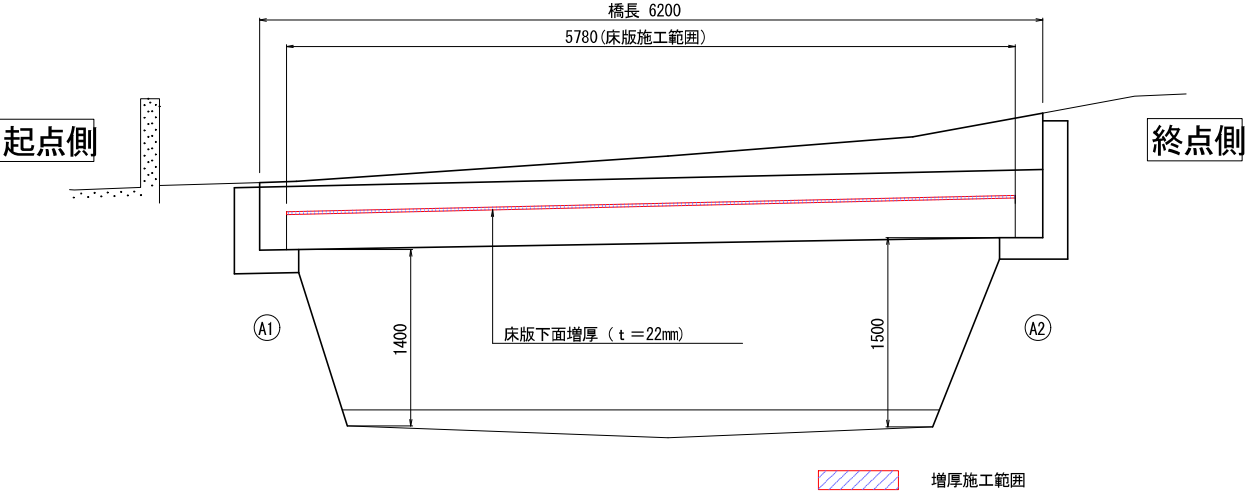 橋長 6200
5780(床版施工範囲)
起点側
終点側
A1
1400
床版下面増厚（ｔ＝22mm)
1500
A2
増厚施工範囲